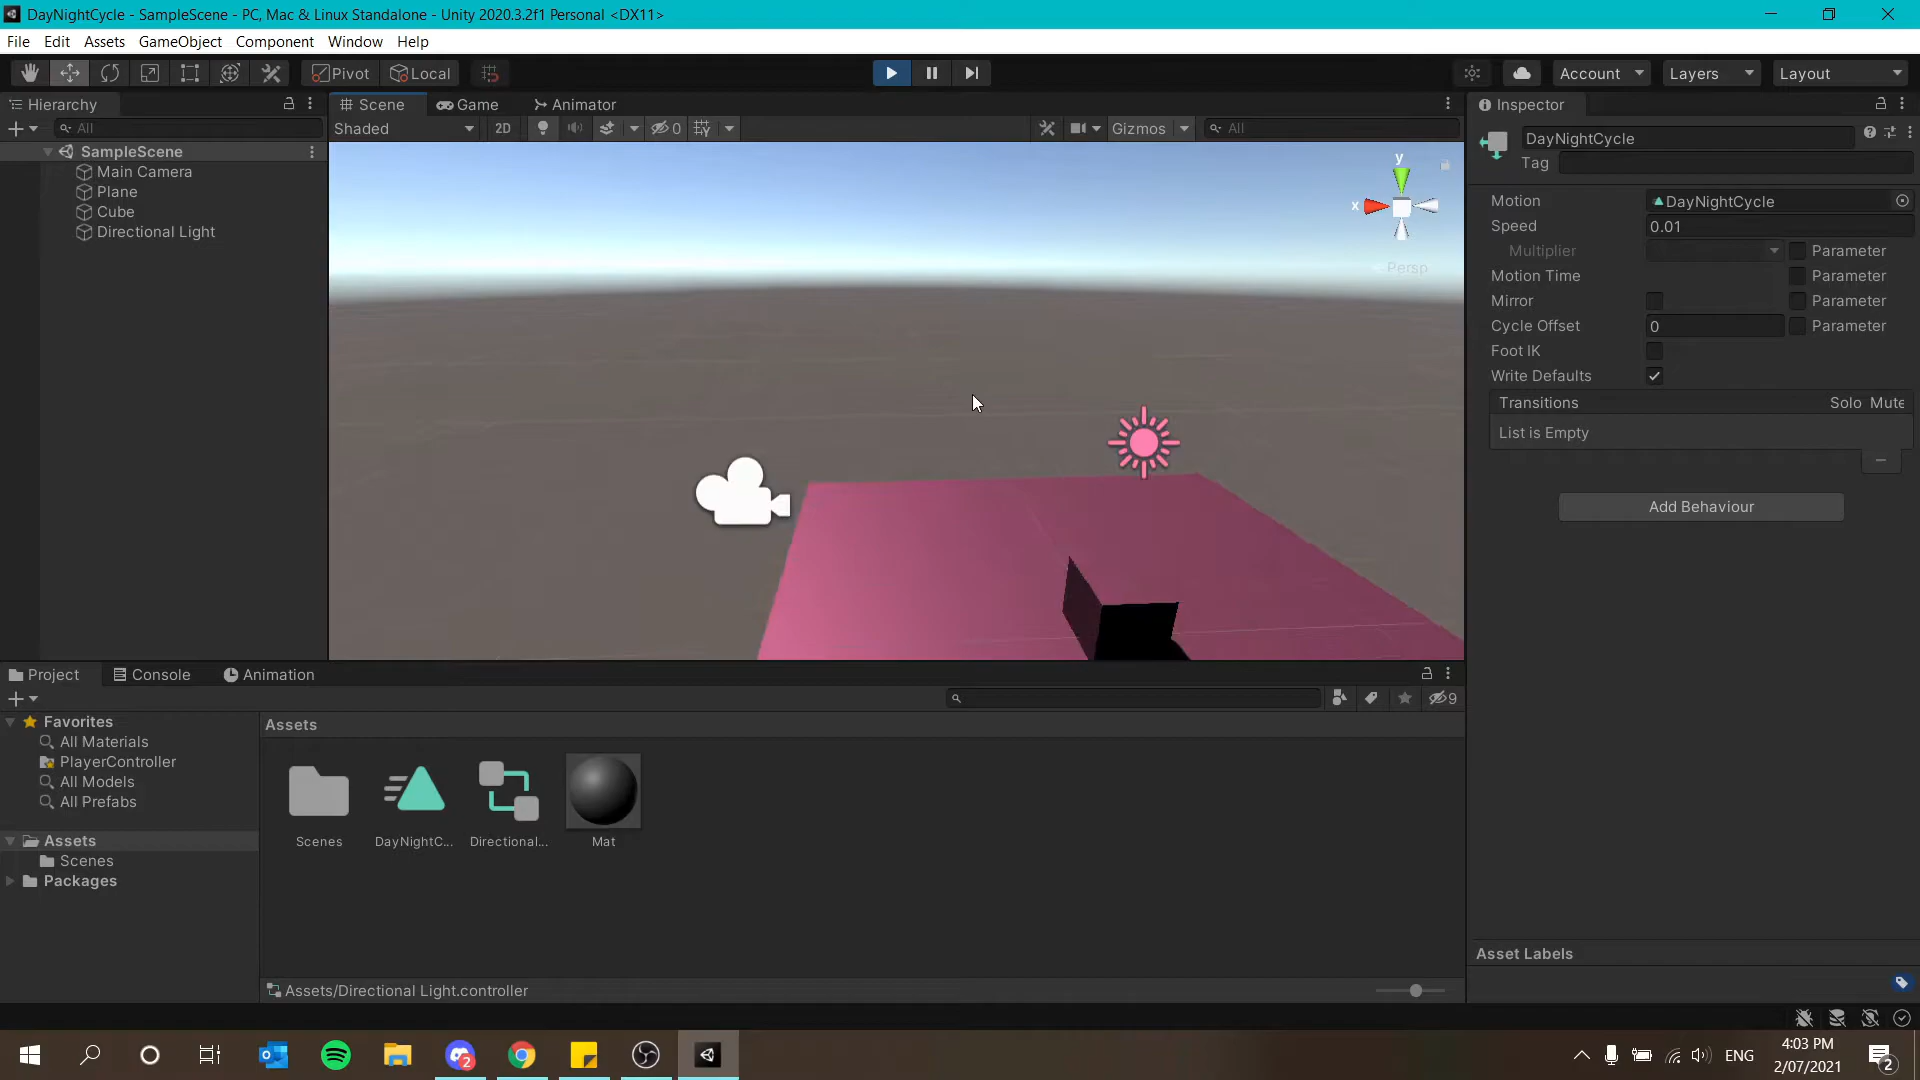 DayNightCycle - SampleScene - PC, Mac & Linux Standalone - Unity 2020.3.2f1 Personal <DX11>
File Edit Assets GameObject Component Window Help
Pivot Local Account Layers Layout
Hierarchy
All
SampleScene
Main Camera
Plane
Cube
Directional Light
Scene Game Animator
Shaded 2D 0 Gizmos All
y
x
Persp
Inspector
DayNightCycle
Tag
Motion DayNightCycle
Speed 0.01
Multiplier Parameter
Motion Time Parameter
Mirror Parameter
Cycle Offset 0 Parameter
Foot IK
Write Defaults
Transitions Solo Mute
List is Empty
Add Behaviour
Asset Labels
Project Console Animation
9
Favorites
All Materials
PlayerController
All Models
All Prefabs
Assets
Scenes
Packages
Assets
Scenes DayNightC... Directional... Mat
Assets/Directional Light.controller
2
ENG
4:03 PM
2/07/2021
2